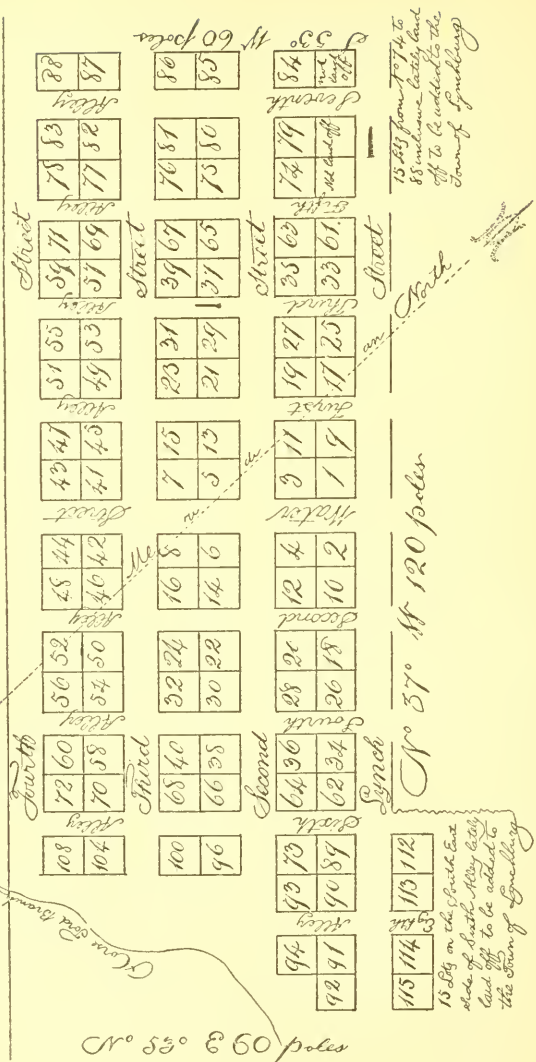 S 53° W 60 poles
88 87
86 85
84 not laid off
Alley
Seventh
78 83
77 82
76 81
75 80
74 79
Not laid off
Alley
Fifth
15 Lots from No 74 to
88 inclusive lately laid
off to be added to the
Town of Lynchburg
Street
Street
Street
Street
59 71
57 69
39 67
37 65
35 63
33 61
Alley
Third
51 55
49 53
23 31
21 29
19 27
17 25
Alley
First
43 47
41 45
7 15
5 13
3 11
1 9
Street
Water
48 44
46 42
16 8
14 6
12 4
10 2
Alley
Second
56 52
54 50
32 24
30 22
28 20
26 18
Alley
Fourth
Fourth
Third
Second
Lynch
72 60
70 58
68 40
66 38
64 36
62 34
Alley
Sixth
108
104
100
96
93 73
90 89
Alley
Eighth
94
92 91
113 112
115 114
Meridian North
N° 37° W 120 poles
15 Lots on the South East
side of Sixth Alley lately
laid off to be added to
the Town of Lynchburg
Horse Ford Branch
60 poles